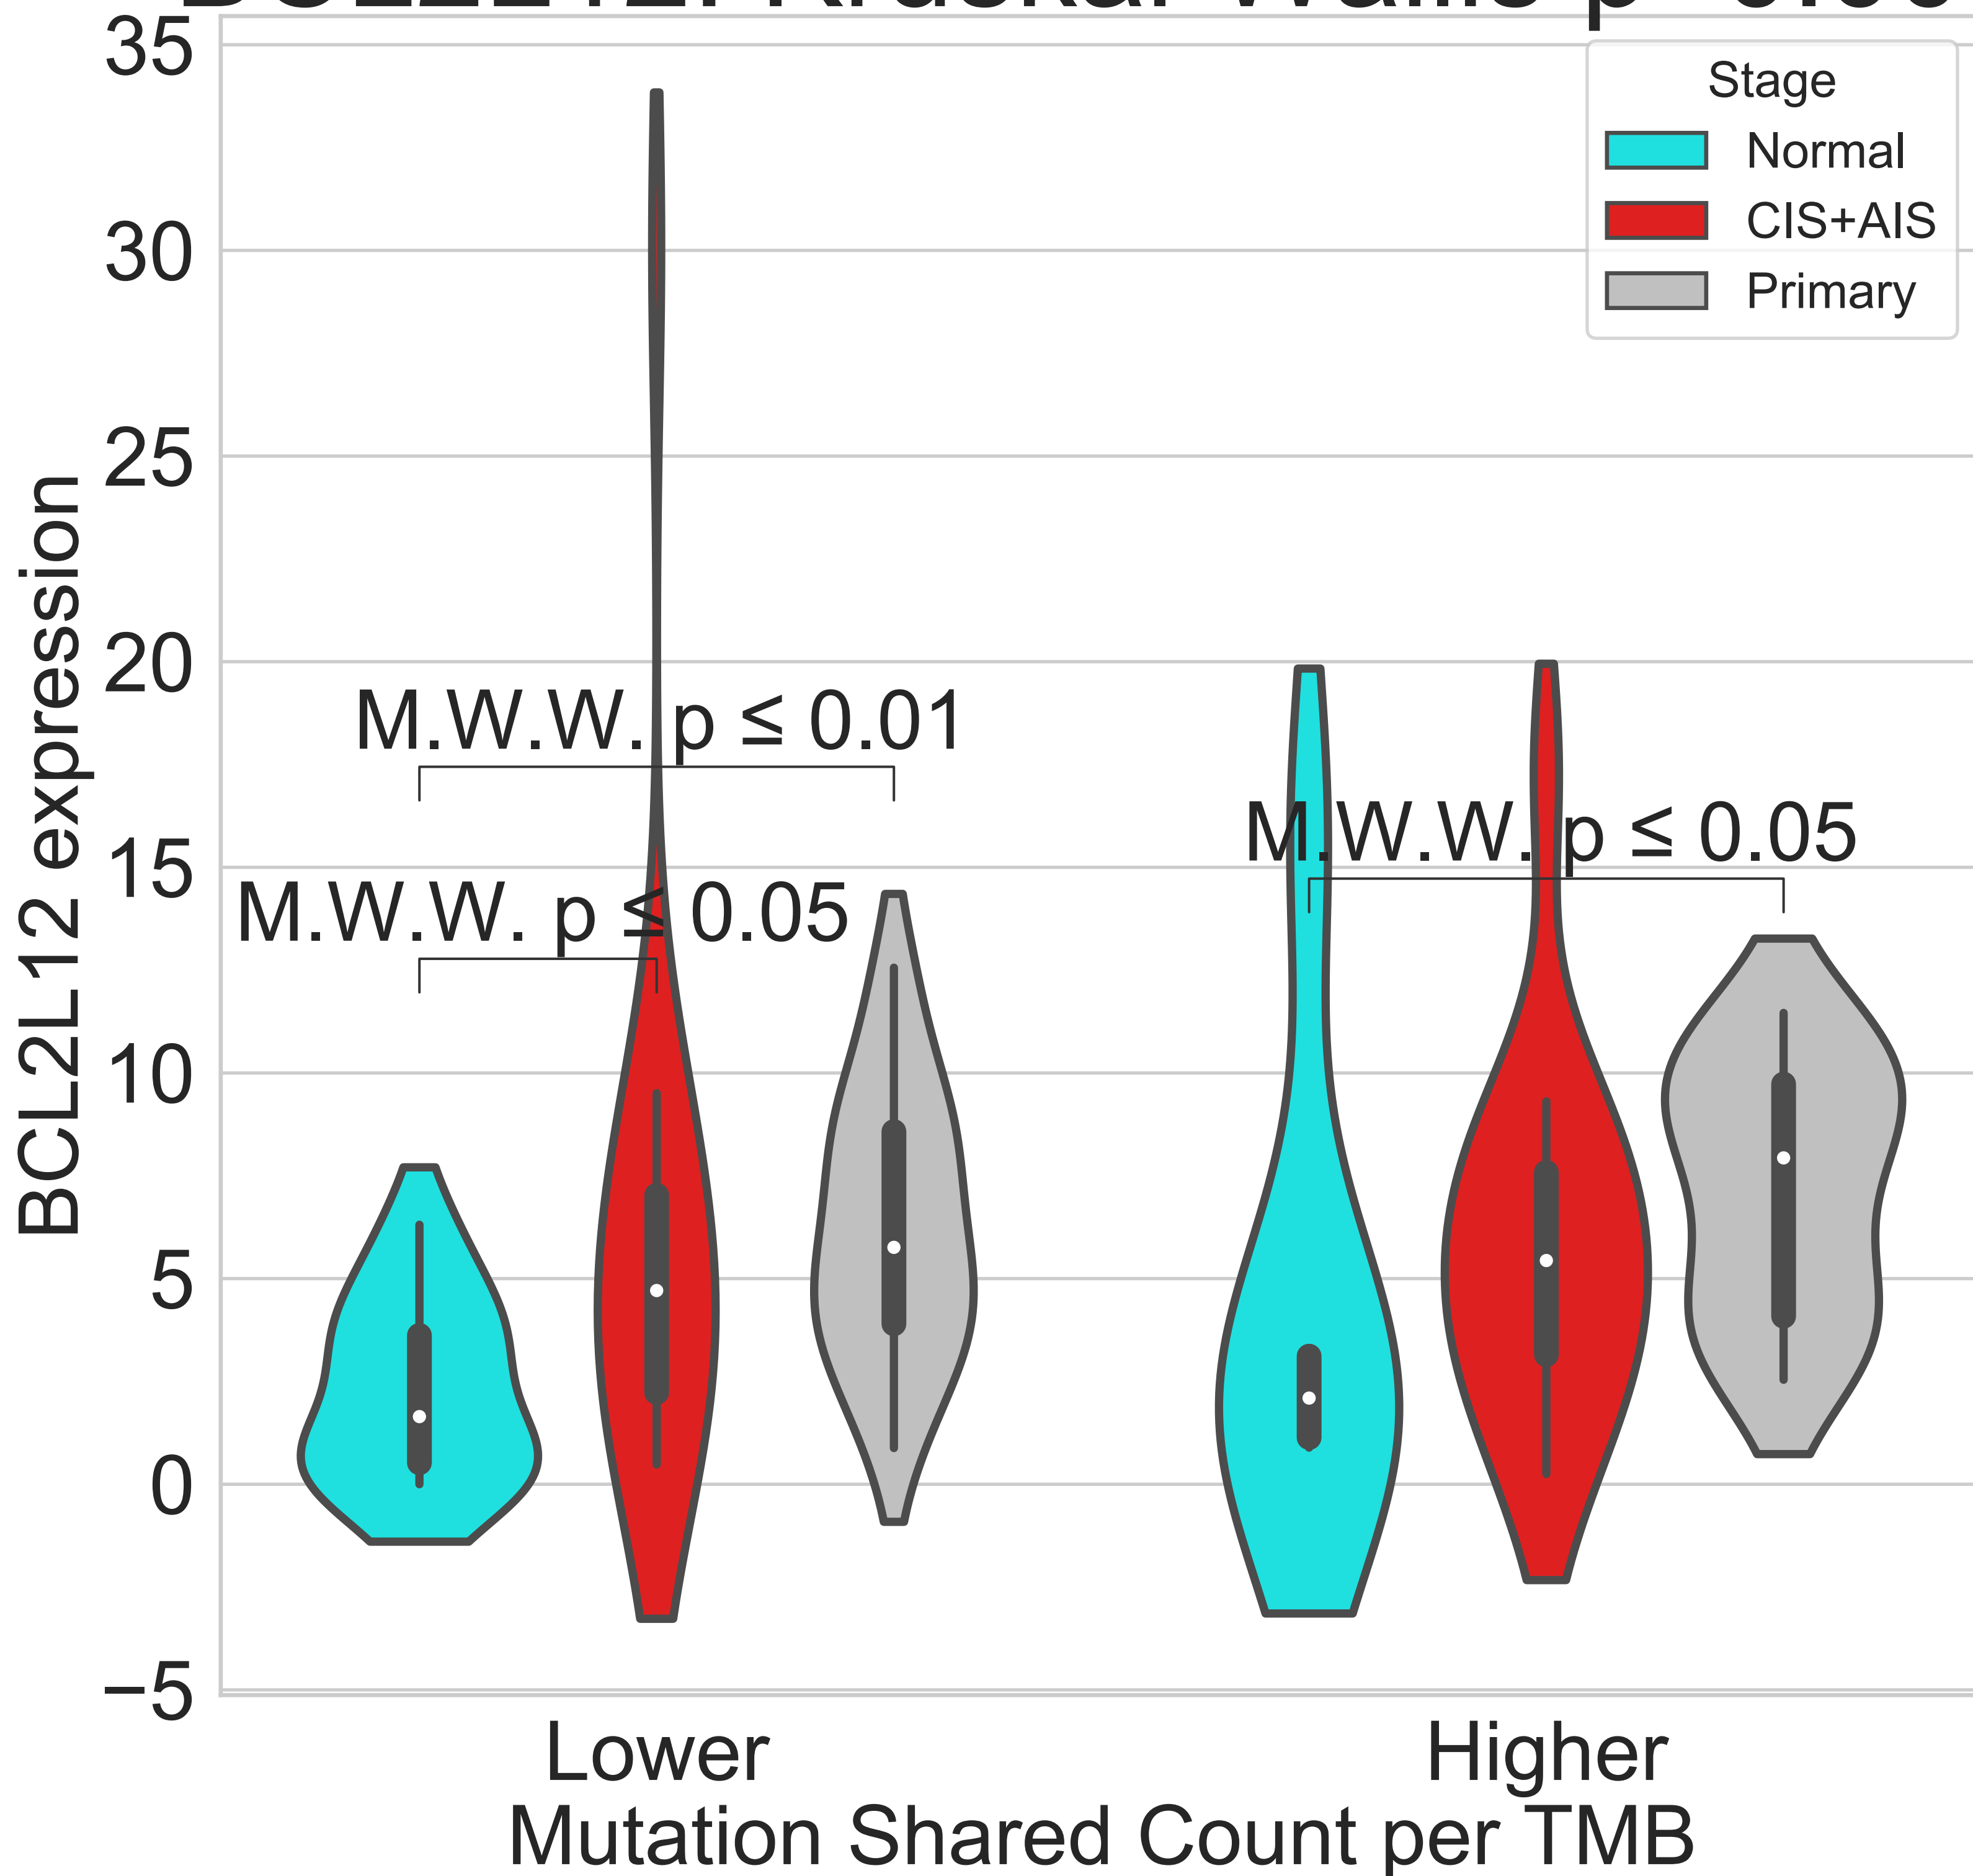 35
30
25
20
15
10
5
0
−5
BCL2L12 expression
Stage
Normal
CIS+AIS
Primary
M.W.W. p ≤ 0.01
M.W.W. p ≤ 0.05
M.W.W. p ≤ 0.05
Lower
Higher
Mutation Shared Count per TMB